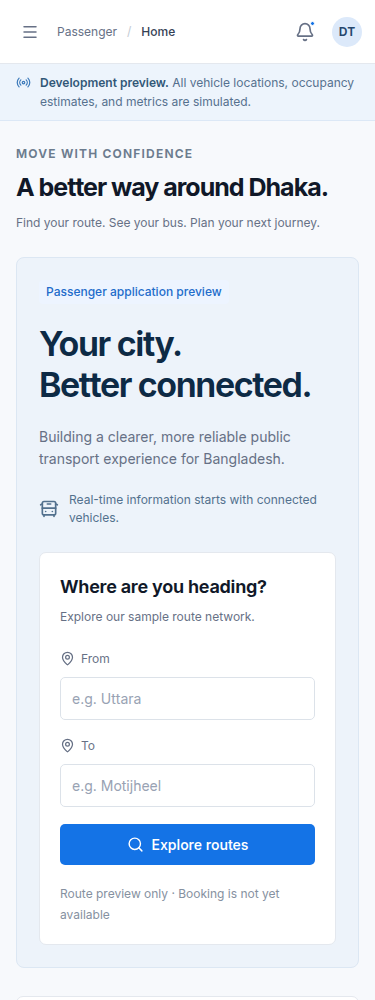 Passenger / Home
DT
Development preview. All vehicle locations, occupancy
estimates, and metrics are simulated.
MOVE WITH CONFIDENCE
A better way around Dhaka.
Find your route. See your bus. Plan your next journey.
Passenger application preview
Your city.
Better connected.
Building a clearer, more reliable public
transport experience for Bangladesh.
Real-time information starts with connected
vehicles.
Where are you heading?
Explore our sample route network.
From
e.g. Uttara
To
e.g. Motijheel
Explore routes
Route preview only · Booking is not yet
available